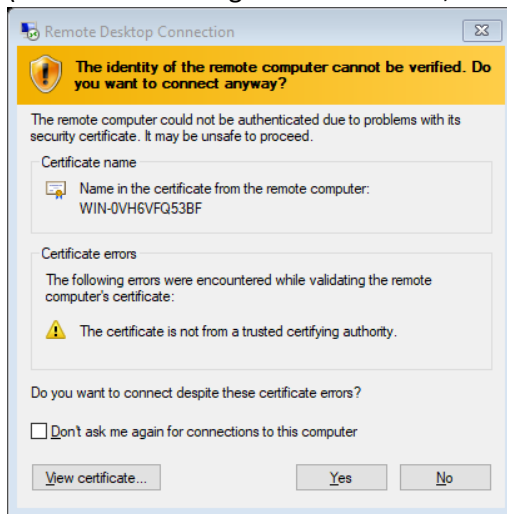 Remote Desktop Connection
The identity of the remote computer cannot be verified. Do
you want to connect anyway?
The remote computer could not be authenticated due to problems with its
security certificate. It may be unsafe to proceed.
Certificate name
Name in the certificate from the remote computer:
WIN-0VH6VFQ53BF
Certificate errors
The following errors were encountered while validating the remote
computer's certificate:
The certificate is not from a trusted certifying authority.
Do you want to connect despite these certificate errors?
Don't ask me again for connections to this computer
View certificate...
Yes
No